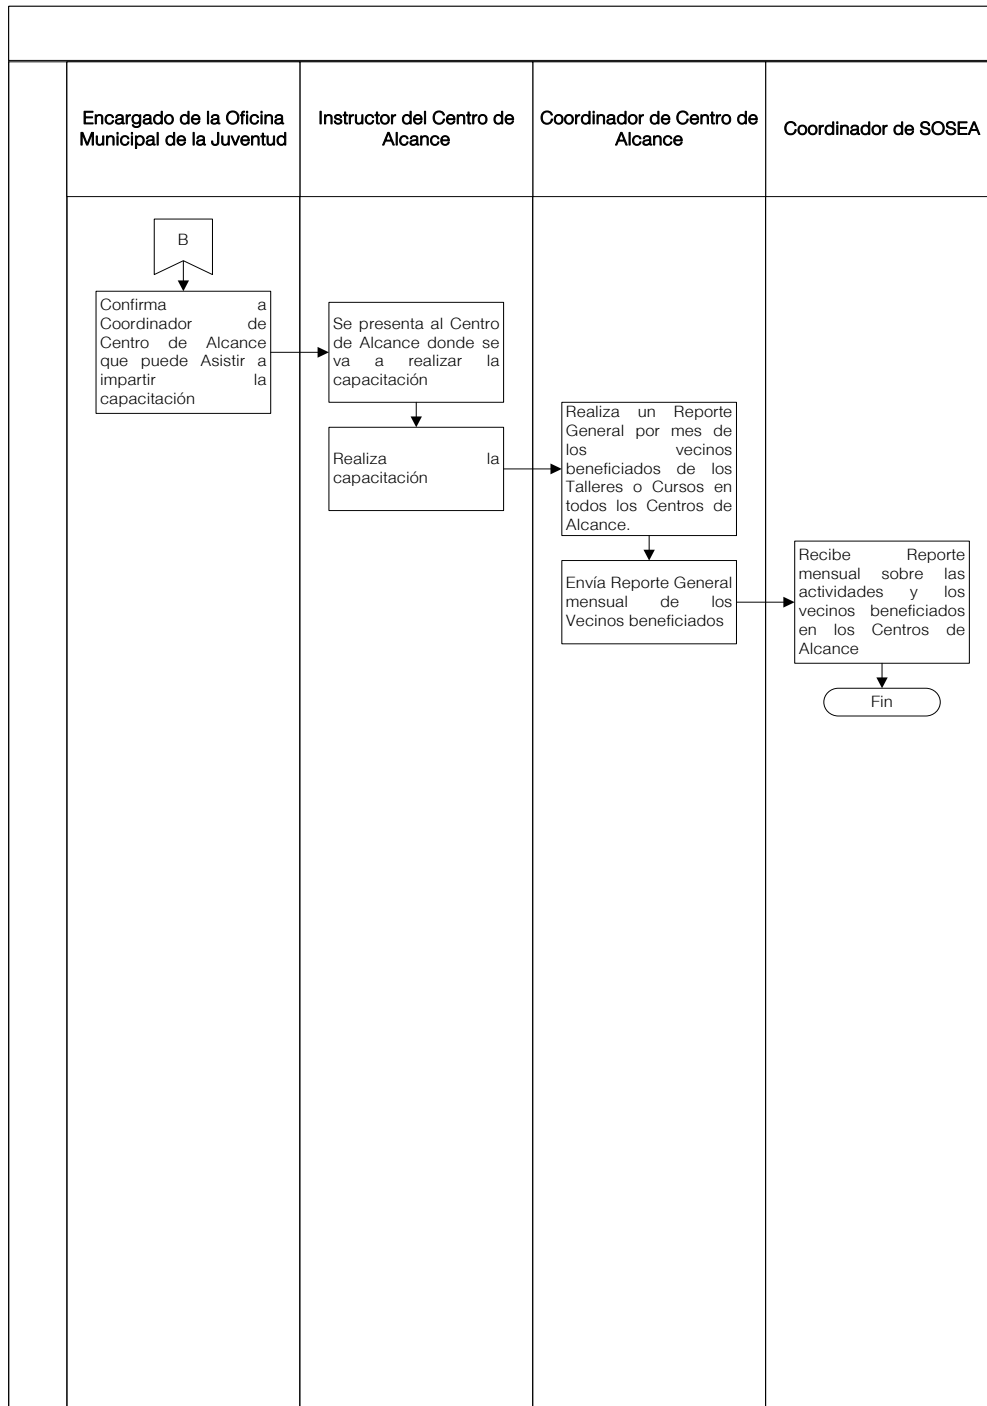 Encargado de la Oficina
Municipal de la Juventud
Instructor del Centro de
Alcance
Coordinador de Centro de
Alcance
Coordinador de SOSEA
B
Confirma a
Coordinador de
Centro de Alcance
que puede Asistir a
impartir la
capacitación
Se presenta al Centro
de Alcance donde se
va a realizar la
capacitación
Realiza la
capacitación
Realiza un Reporte
General por mes de
los vecinos
beneficiados de los
Talleres o Cursos en
todos los Centros de
Alcance.
Envía Reporte General
mensual de los
Vecinos beneficiados
Recibe Reporte
mensual sobre las
actividades y los
vecinos beneficiados
en los Centros de
Alcance
Fin